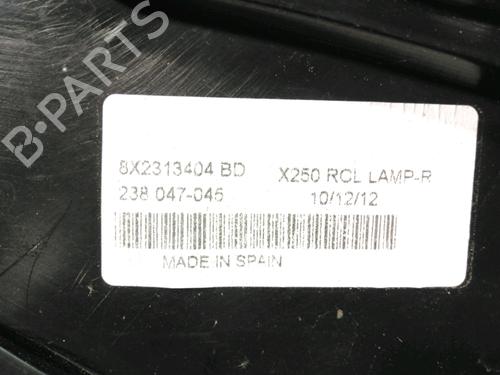 B-PARTS
8X2313404 BD X250 RCL LAMP-R
238 047-046 10/12/12
MADE IN SPAIN